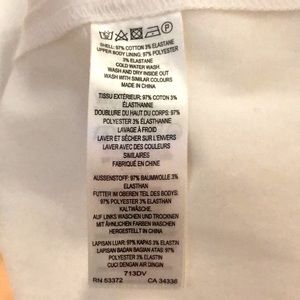 SHELL: 97% COTTON 3% ELASTANE
UPPER BODY LINING: 97% POLYESTER
3% ELASTANE
COLD WATER WASH
WASH AND DRY INSIDE OUT
WASH WITH SIMILAR COLOURS
MADE IN CHINA
TISSU EXTÉRIEUR: 97% COTON 3%
ÉLASTHANNE
DOUBLURE DU HAUT DU CORPS: 97%
POLYESTER 3% ÉLASTHANNE
LAVAGE À FROID
LAVER ET SÉCHER SUR L'ENVERS
LAVER AVEC DES COULEURS
SIMILAIRES
FABRIQUÉ EN CHINE
AUSSENSTOFF: 97% BAUMWOLLE 3%
ELASTHAN
FUTTER IM OBEREN TEIL DES BODYS:
97% POLYESTER 3% ELASTHAN
KALTWÄSCHE.
AUF LINKS WASCHEN UND TROCKNEN
MIT ÄHNLICHEN FARBEN WASCHEN
HERGESTELLT IN CHINA
LAPISAN LUAR: 97% KAPAS 3% ELASTIN
LAPISAN BADAN BAGIAN ATAS: 97%
POLYESTER 3% ELASTIN
CUCI DENGAN AIR DINGIN
713DV
RN 53372 CA 34336